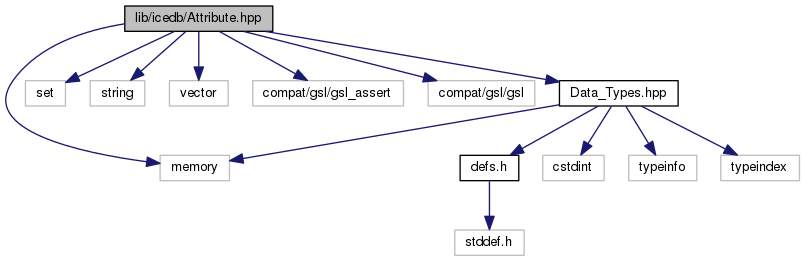 lib/icedb/Attribute.hpp
set
string
vector
compat/gsl/gsl_assert
compat/gsl/gsl
Data_Types.hpp
memory
defs.h
cstdint
typeinfo
typeindex
stddef.h